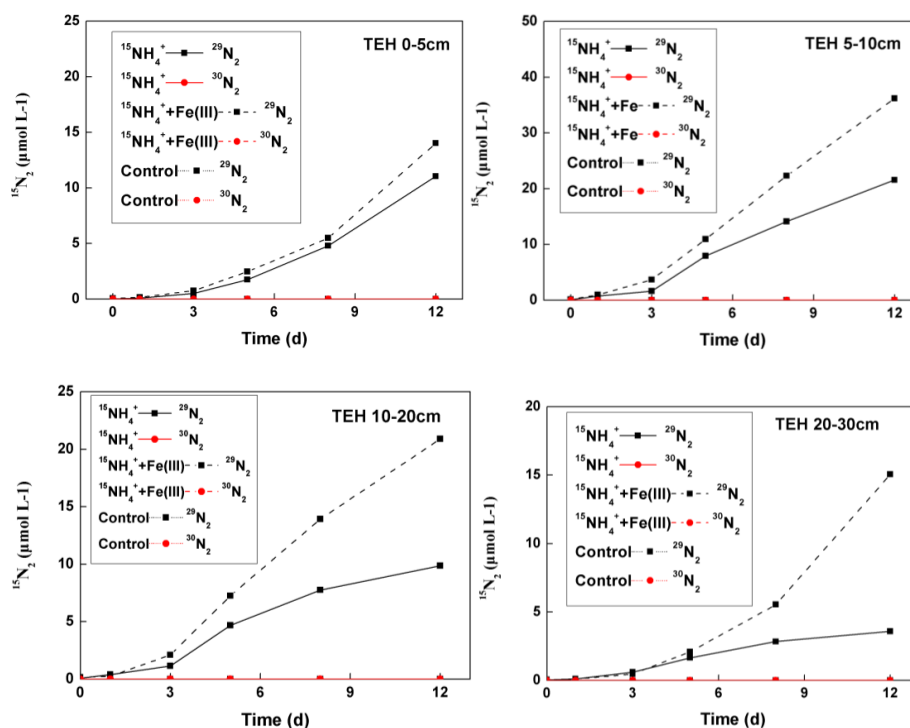 TEH 0-5cm
15NH4+ 29N2
15NH4+ 30N2
15NH4++Fe(III) 29N2
15NH4++Fe(III) 30N2
Control 29N2
Control 30N2
15N2 (μmol L-1)
25
20
15
10
5
0
0 3 6 9 12
Time (d)
TEH 5-10cm
15NH4+ 29N2
15NH4+ 30N2
15NH4++Fe 29N2
15NH4++Fe 30N2
Control 29N2
Control 30N2
15N2 (μmol L-1)
50
40
30
20
10
0
0 3 6 9 12
Time (d)
TEH 10-20cm
15NH4+ 29N2
15NH4+ 30N2
15NH4++Fe(III) 29N2
15NH4++Fe(III) 30N2
Control 29N2
Control 30N2
15N2 (μmol L-1)
25
20
15
10
5
0
0 3 6 9 12
Time (d)
TEH 20-30cm
15NH4+ 29N2
15NH4+ 30N2
15NH4++Fe(III) 29N2
15NH4++Fe(III) 30N2
Control 29N2
Control 30N2
15N2 (μmol L-1)
20
15
10
5
0
0 3 6 9 12
Time (d)